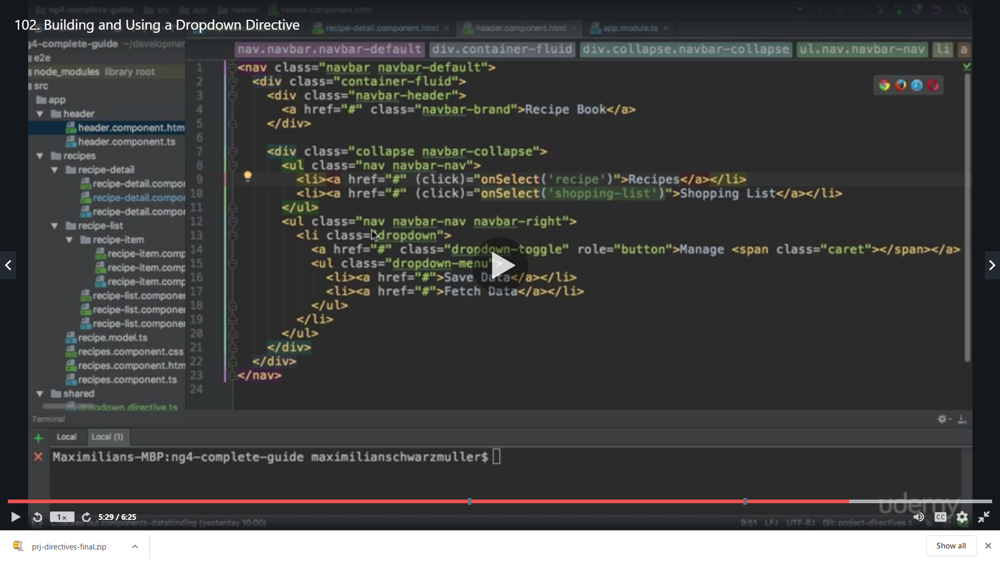 ng4-complete-guide src app header header.component.html
102. Building and Using a Dropdown Directive
recipe-detail.component.html header.component.html app.module.ts
g4-complete-guide ~/developmen
e2e
node_modules library root
src
app
header
header.component.htm
header.component.ts
recipes
recipe-detail
recipe-detail.compo
recipe-detail.compo
recipe-detail.compo
recipe-list
recipe-item
recipe-item.comp
recipe-item.comp
recipe-item.comp
recipe-list.compone
recipe-list.compone
recipe-list.compone
recipe.model.ts
recipes.component.css
recipes.component.htm
recipes.component.ts
shared
dropdown.directive.ts
nav.navbar.navbar-default div.container-fluid div.collapse.navbar-collapse ul.nav.navbar-nav li a
1 <nav class="navbar navbar-default">
2 <div class="container-fluid">
3 <div class="navbar-header">
4 <a href="#" class="navbar-brand">Recipe Book</a>
5 </div>
6
7 <div class="collapse navbar-collapse">
8 <ul class="nav navbar-nav">
9 <li><a href="#" (click)="onSelect('recipe')">Recipes</a></li>
10 <li><a href="#" (click)="onSelect('shopping-list')">Shopping List</a></li>
11 </ul>
12 <ul class="nav navbar-nav navbar-right">
13 <li class="dropdown">
14 <a href="#" class="dropdown-toggle" role="button">Manage <span class="caret"></span></a>
15 <ul class="dropdown-menu">
16 <li><a href="#">Save Data</a></li>
17 <li><a href="#">Fetch Data</a></li>
18 </ul>
19 </li>
20 </ul>
21 </div>
22 </div>
23 </nav>
24
Terminal
Local Local (1)
Maximilians-MBP:ng4-complete-guide maximilianschwarzmuller$
udemy
1x 5:29 / 6:25 CC
Checked out components-databinding (yesterday 10:00) 9:51 LF UTF-8 Git: project-directives
prj-directives-final.zip Show all